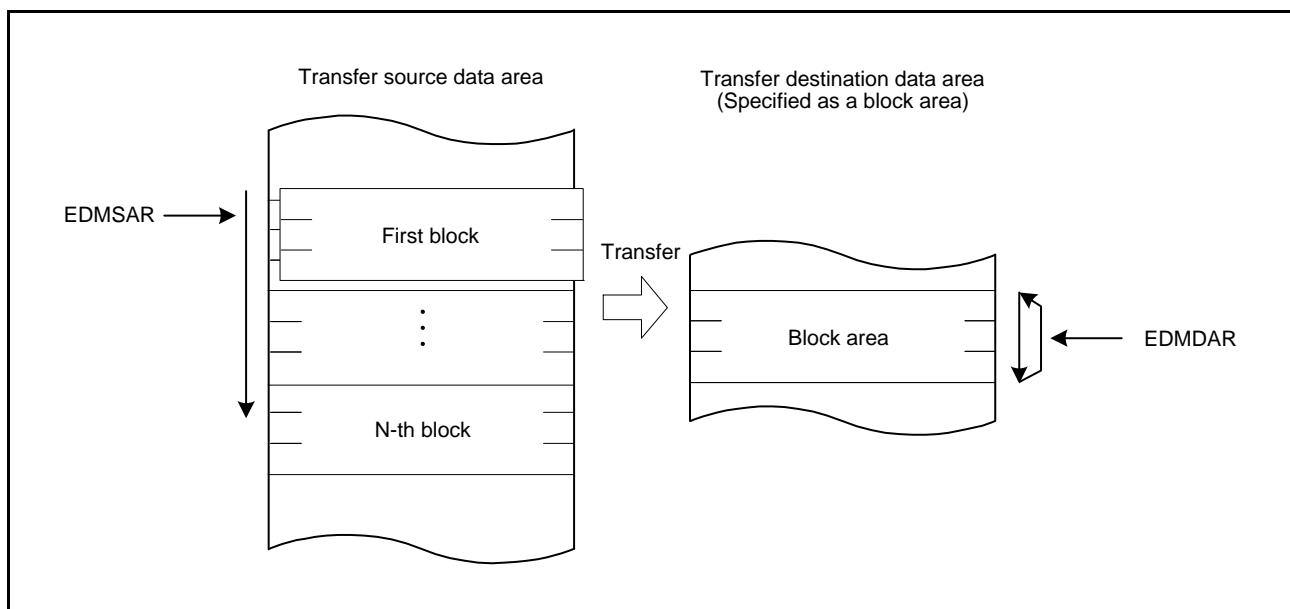 Transfer source data area
Transfer destination data area
(Specified as a block area)
EDMSAR
First block
Transfer
Block area
EDMDAR
N-th block